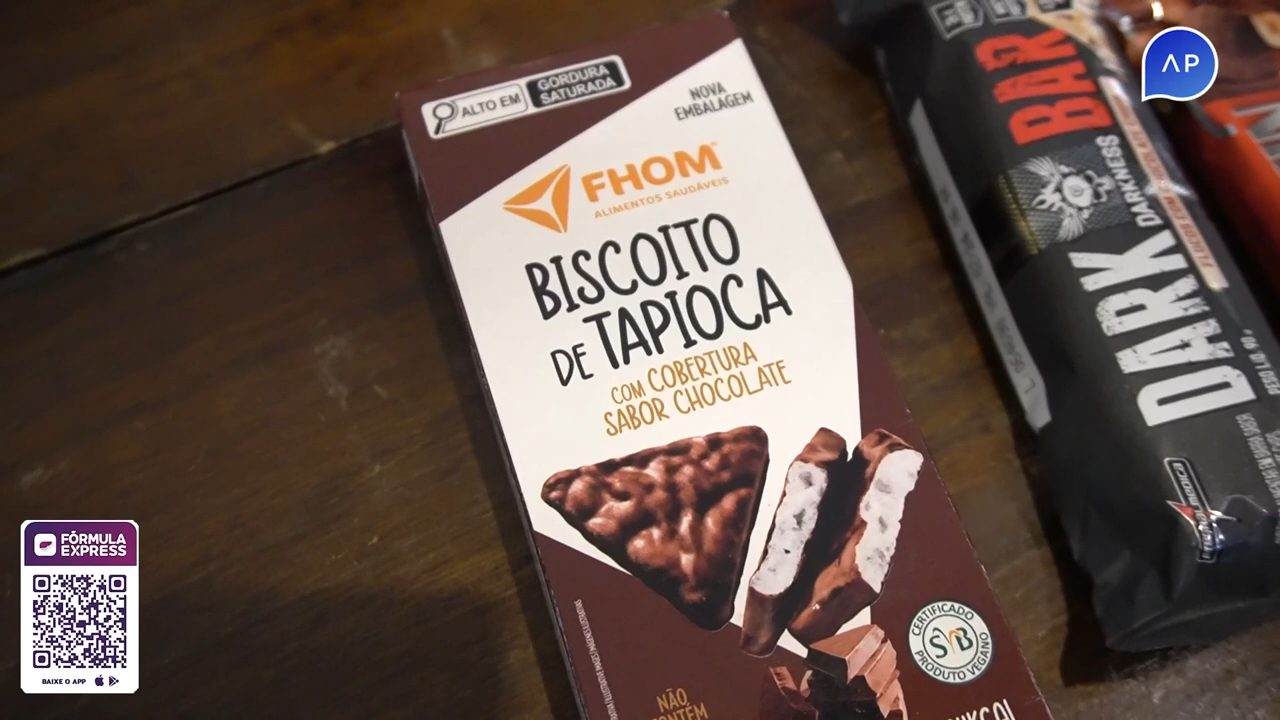 ALTO EM
GORDURA
SATURADA
NOVA
EMBALAGEM
FHOM
ALIMENTOS SAUDÁVEIS
BISCOITO
DE TAPIOCA
COM COBERTURA
SABOR CHOCOLATE
CERTIFICADO
SVB
PRODUTO VEGANO
NÃO
DARK BAR
DARKNESS
AP
FÓRMULA
EXPRESS
BAIXE O APP